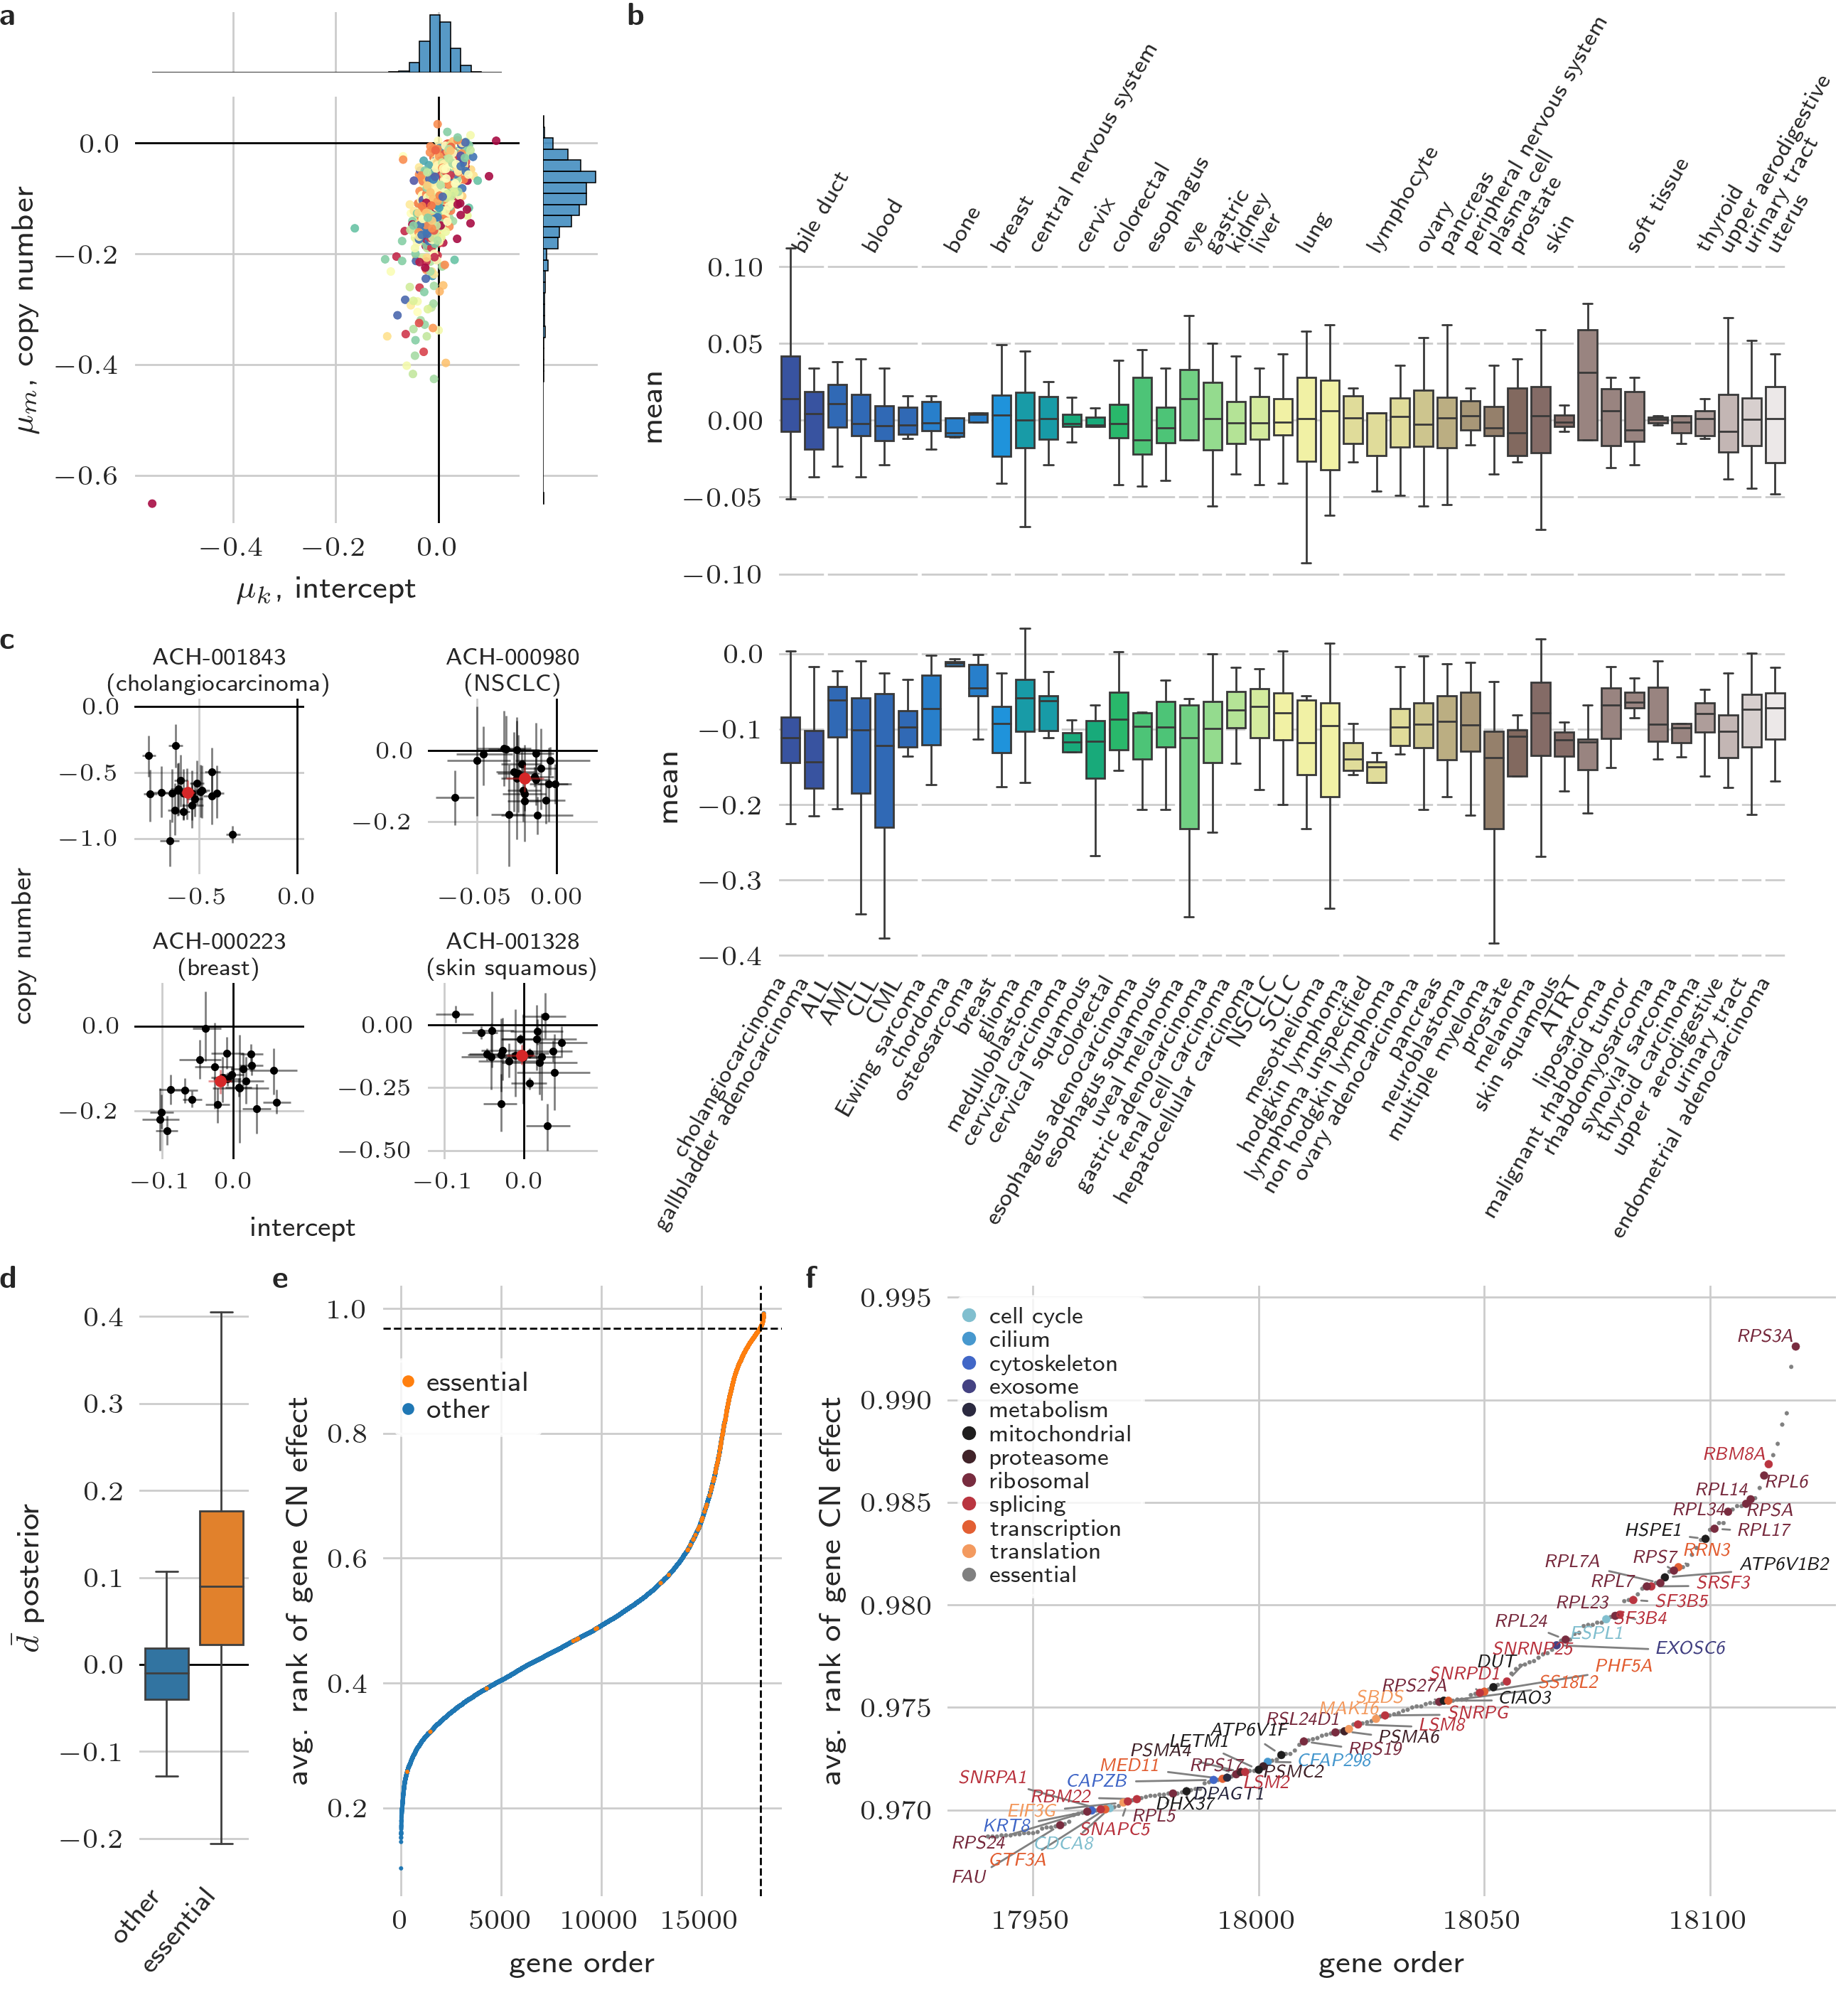 a
0.0
−0.2
−0.4
−0.6
μm, copy number
−0.4 −0.2 0.0
μk, intercept
b
bile duct
blood
bone
breast
central nervous system
cervix
colorectal
esophagus
eye
gastric
kidney
liver
lung
lymphocyte
ovary
pancreas
peripheral nervous system
plasma cell
prostate
skin
soft tissue
thyroid
upper aerodigestive
urinary tract
uterus
0.10
0.05
0.00
−0.05
−0.10
mean
0.0
−0.1
−0.2
−0.3
−0.4
mean
cholangiocarcinoma
gallbladder adenocarcinoma
ALL
AML
CLL
CML
Ewing sarcoma
chordoma
osteosarcoma
breast
glioma
medulloblastoma
cervical carcinoma
cervical squamous
colorectal
esophagus adenocarcinoma
esophagus squamous
uveal melanoma
gastric adenocarcinoma
renal cell carcinoma
hepatocellular carcinoma
NSCLC
SCLC
mesothelioma
hodgkin lymphoma
lymphoma unspecified
non hodgkin lymphoma
ovary adenocarcinoma
pancreas
neuroblastoma
multiple myeloma
prostate
melanoma
skin squamous
ATRT
liposarcoma
malignant rhabdoid tumor
rhabdomyosarcoma
synovial sarcoma
thyroid carcinoma
upper aerodigestive
urinary tract
endometrial adenocarcinoma
c
ACH-001843
(cholangiocarcinoma)
0.0
−0.5
−1.0
−0.5 0.0
ACH-000980
(NSCLC)
0.0
−0.2
−0.05 0.00
copy number
ACH-000223
(breast)
0.0
−0.2
−0.1 0.0
ACH-001328
(skin squamous)
0.00
−0.25
−0.50
−0.1 0.0
intercept
d
0.4
0.3
0.2
0.1
0.0
−0.1
−0.2
d̄ posterior
other
essential
e
1.0
0.8
0.6
0.4
0.2
avg. rank of gene CN effect
essential
other
0 5000 10000 15000
gene order
f
0.995
0.990
0.985
0.980
0.975
0.970
avg. rank of gene CN effect
cell cycle
cilium
cytoskeleton
exosome
metabolism
mitochondrial
proteasome
ribosomal
splicing
transcription
translation
essential
RPS3A
RBM8A
RPL6
RPL14
RPL34
RPSA
HSPE1
RPL17
RPL7A
RPS7
RRN3
ATP6V1B2
RPL7
SRSF3
RPL23
SF3B5
RPL24
SF3B4
ESPL1
SNRNP25
EXOSC6
DUT
PHF5A
SNRPD1
SS18L2
RPS27A
CIAO3
SBDS
MAK16
SNRPG
RSL24D1
LSM8
ATP6V1F
PSMA6
LETM1
RPS19
PSMA4
CFAP298
MED11
RPS17
PSMC2
SNRPA1
CAPZB
LSM2
RBM22
DPAGT1
EIF3G
DHX37
KRT8
RPL5
SNAPC5
RPS24
CDCA8
GTF3A
FAU
17950 18000 18050 18100
gene order